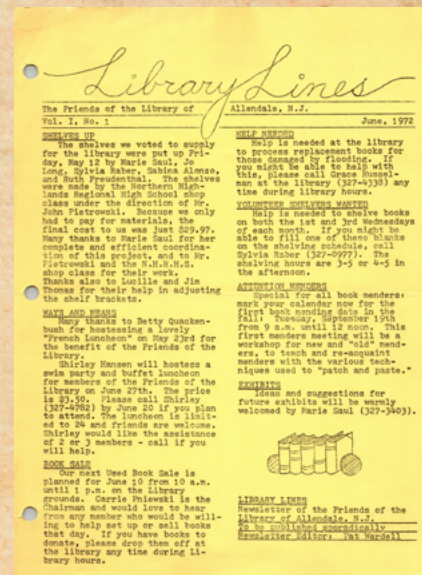 Library Lines
The Friends of the Library of Allendale, N.J.
Vol. I, No. 1 June, 1972
SHELVES UP
The shelves we voted to supply
for the library were put up Fri-
day, May 12 by Marie Saul, Jo
Long, Sylvia Raber, Sabina Alonzo,
and Ruth Freudenthal. The shelves
were made by the Northern High-
lands Regional High School shop
class under the direction of Mr.
John Pietrowski. Because we only
had to pay for materials, the
final cost to us was just $29.97.
Many thanks to Marie Saul for her
complete and efficient coordina-
tion of this project, and to Mr.
Pietrowski and the N.H.R.H.S.
shop class for their work.
Thanks also to Lucille and Jim
Thomas for their help in adjusting
the shelf brackets.
WAYS AND MEANS
Many thanks to Betty Quacken-
bush for hostessing a lovely
"French Luncheon" on May 23rd for
the benefit of the Friends of the
Library.
Shirley Hansen will hostess a
swim party and buffet luncheon
for members of the Friends of the
Library on June 27th. The price
is $3.50. Please call Shirley
(327-4782) by June 20 if you plan
to attend. The luncheon is limit-
ed to 24 and friends are welcome.
Shirley would like the assistance
of 2 or 3 members - call if you
will help.
BOOK SALE
Our next Used Book Sale is
planned for June 10 from 10 a.m.
until 1 p.m. on the Library
grounds. Carrie Phiewski is the
Chairman and would love to hear
from any member who would be will-
ing to help set up or sell books
that day. If you have books to
donate, please drop them off at
the library any time during Li-
brary hours.
HELP NEEDED
Help is needed at the library
to process replacement books for
those damaged by flooding. If
you might be able to help with
this, please call Grace Russel-
man at the library (327-4338) any
time during library hours.
VOLUNTEER SHELVERS WANTED
Help is needed to shelve books
on both the 1st and 3rd Wednesdays
of each month. If you might be
able to fill one of these blanks
on the shelving schedule, call
Sylvia Raber (327-0977). The
shelving hours are 3-5 or 4-5 in
the afternoon.
ATTENTION MENDERS
Special for all book menders:
mark your calendar now for the
first book mending date in the
fall: Tuesday, September 19th
from 9 a.m. until 12 noon. This
first menders meeting will be a
workshop for new and "old" mend-
ers, to teach and re-acquaint
menders with the various tech-
niques used to "patch and paste."
EXHIBITS
Ideas and suggestions for
future exhibits will be warmly
welcomed by Marie Saul (327-3403).
LIBRARY LINES
Newsletter of the Friends of the
Library of Allendale, N.J.
To be published sporadically
Newsletter Editor: Pat Wardell